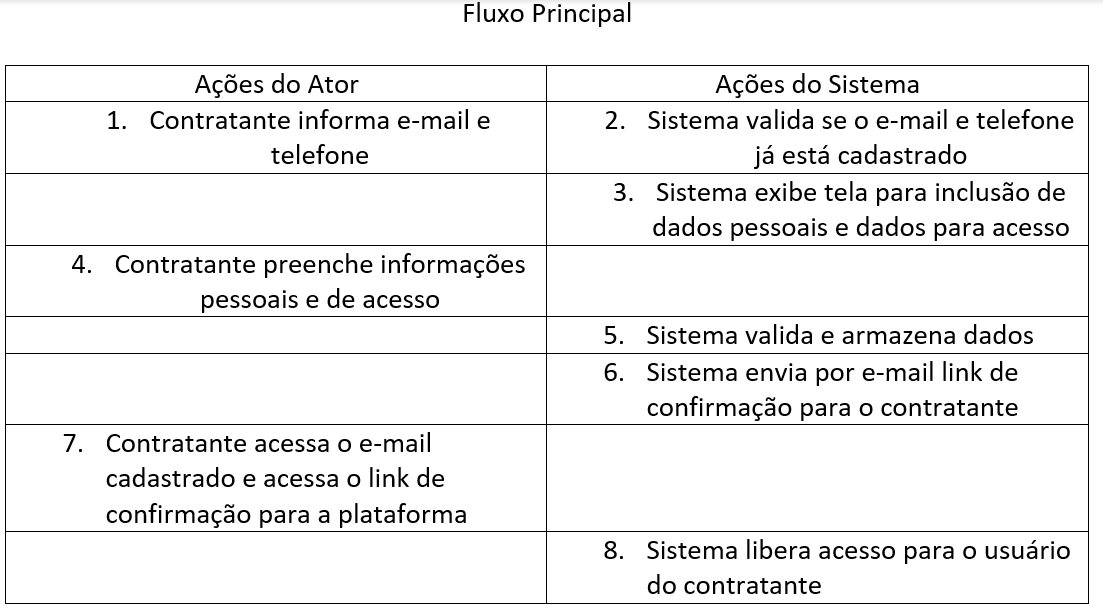 Fluxo Principal
Ações do Ator
Ações do Sistema
1. Contratante informa e-mail e
telefone
2. Sistema valida se o e-mail e telefone
já está cadastrado
3. Sistema exibe tela para inclusão de
dados pessoais e dados para acesso
4. Contratante preenche informações
pessoais e de acesso
5. Sistema valida e armazena dados
6. Sistema envia por e-mail link de
confirmação para o contratante
7. Contratante acessa o e-mail
cadastrado e acessa o link de
confirmação para a plataforma
8. Sistema libera acesso para o usuário
do contratante